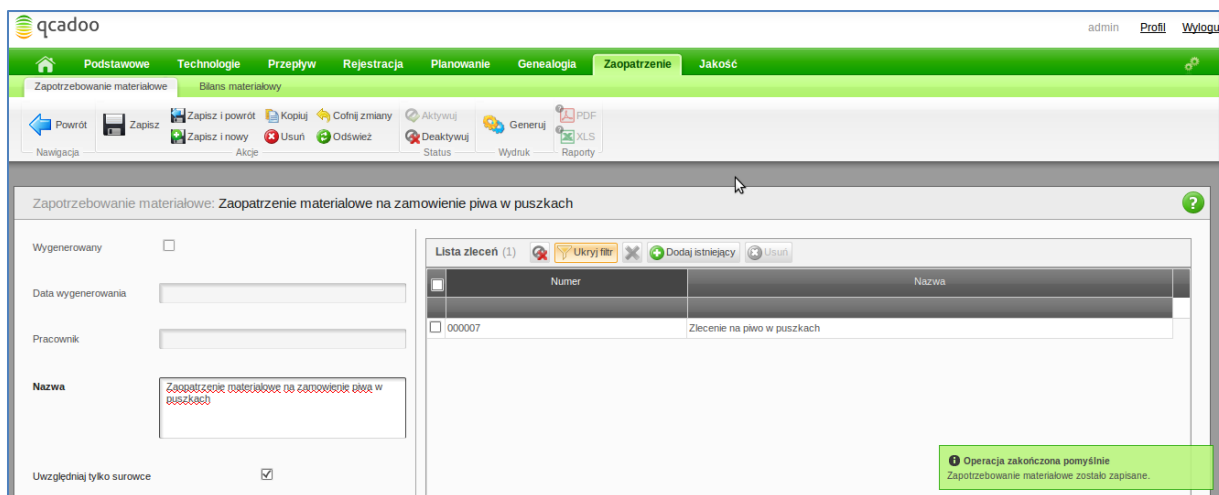 qcadoo
admin Profil Wylogu
Podstawowe Technologie Przepływ Rejestracja Planowanie Genealogia Zaopatrzenie Jakość
Zapotrzebowanie materiałowe Bilans materiałowy
Powrót Zapisz Zapisz i powrót Kopiuj Cofnij zmiany Aktywuj Generuj PDF
Zapisz i nowy Usuń Odśwież Deaktywuj XLS
Nawigacja Akcje Status Wydruk Raporty
Zapotrzebowanie materiałowe: Zaopatrzenie materialowe na zamowienie piwa w puszkach
Wygenerowany
Lista zleceń (1) Ukryj filtr Dodaj istniejący Usuń
Numer Nazwa
Data wygenerowania
000007 Zlecenie na piwo w puszkach
Pracownik
Nazwa Zaopatrzenie materialowe na zamowienie piwa w
puszkach
Operacja zakończona pomyślnie
Zapotrzebowanie materiałowe zostało zapisane.
Uwzględniaj tylko surowce